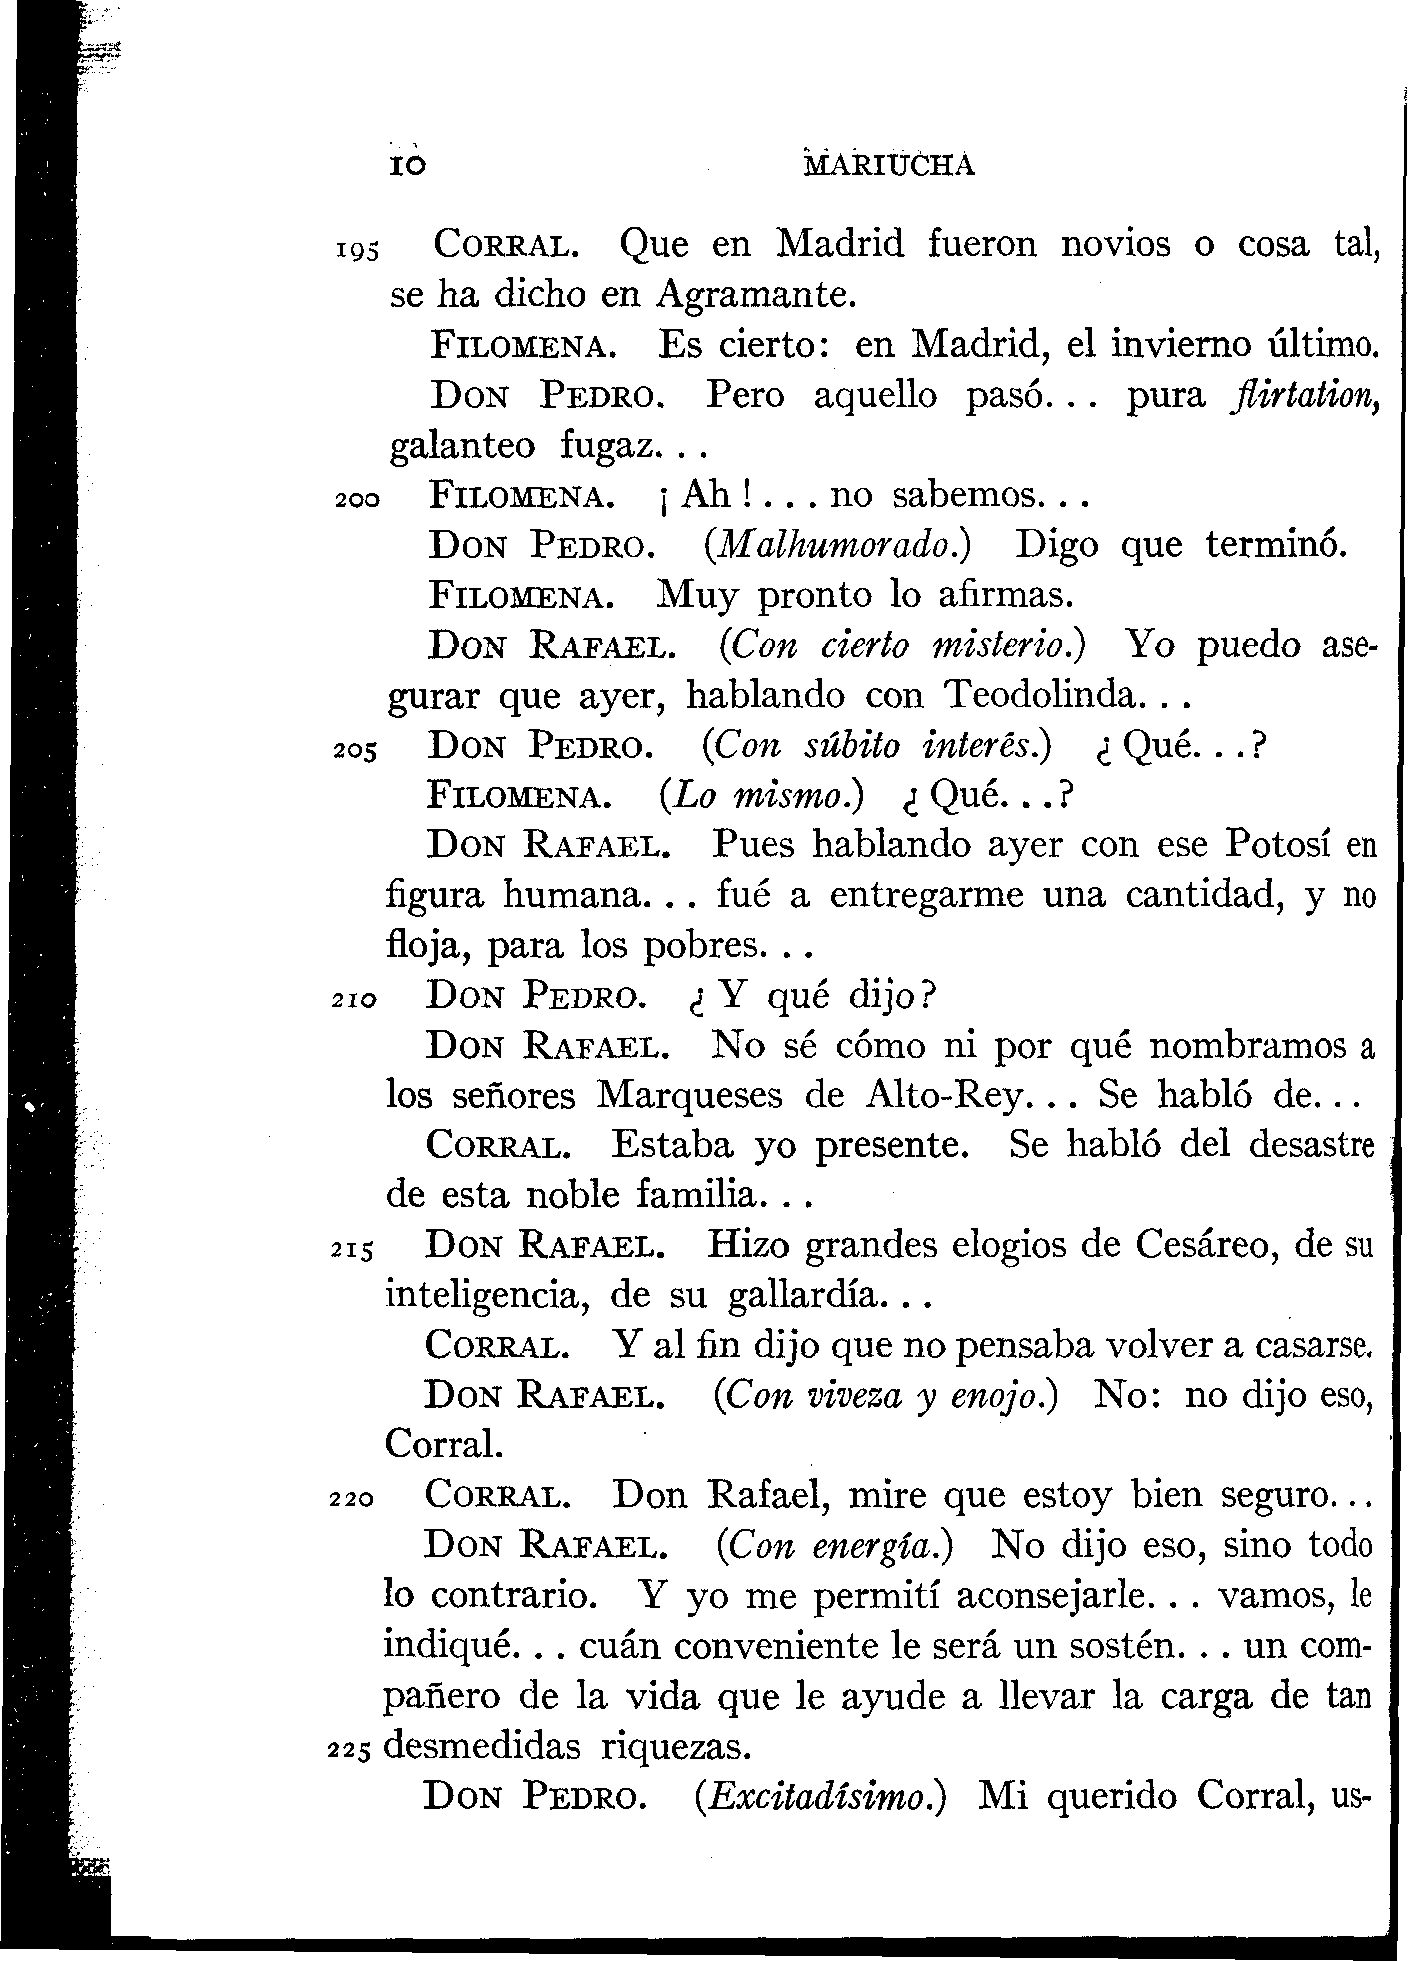 10 MARIUCHA
195 CORRAL. Que en Madrid fueron novios o cosa tal,
se ha dicho en Agramante.
FILOMENA. Es cierto: en Madrid, el invierno último.
DON PEDRO. Pero aquello pasó. . . pura flirtation,
galanteo fugaz. . .
200 FILOMENA. ¡ Ah ! . . . no sabemos. . .
DON PEDRO. (Malhumorado.) Digo que terminó.
FILOMENA. Muy pronto lo afirmas.
DON RAFAEL. (Con cierto misterio.) Yo puedo ase-
gurar que ayer, hablando con Teodolinda. . .
205 DON PEDRO. (Con súbito interés.) ¿ Qué. . .?
FILOMENA. (Lo mismo.) ¿ Qué. . .?
DON RAFAEL. Pues hablando ayer con ese Potosí en
figura humana. . . fué a entregarme una cantidad, y no
floja, para los pobres. . .
210 DON PEDRO. ¿ Y qué dijo?
DON RAFAEL. No sé cómo ni por qué nombramos a
los señores Marqueses de Alto-Rey. . . Se habló de. . .
CORRAL. Estaba yo presente. Se habló del desastre
de esta noble familia. . .
215 DON RAFAEL. Hizo grandes elogios de Cesáreo, de su
inteligencia, de su gallardía. . .
CORRAL. Y al fin dijo que no pensaba volver a casarse.
DON RAFAEL. (Con viveza y enojo.) No: no dijo eso,
Corral.
220 CORRAL. Don Rafael, mire que estoy bien seguro. . .
DON RAFAEL. (Con energía.) No dijo eso, sino todo
lo contrario. Y yo me permití aconsejarle. . . vamos, le
indiqué. . . cuán conveniente le será un sostén. . . un com-
pañero de la vida que le ayude a llevar la carga de tan
225 desmedidas riquezas.
DON PEDRO. (Excitadísimo.) Mi querido Corral, us-